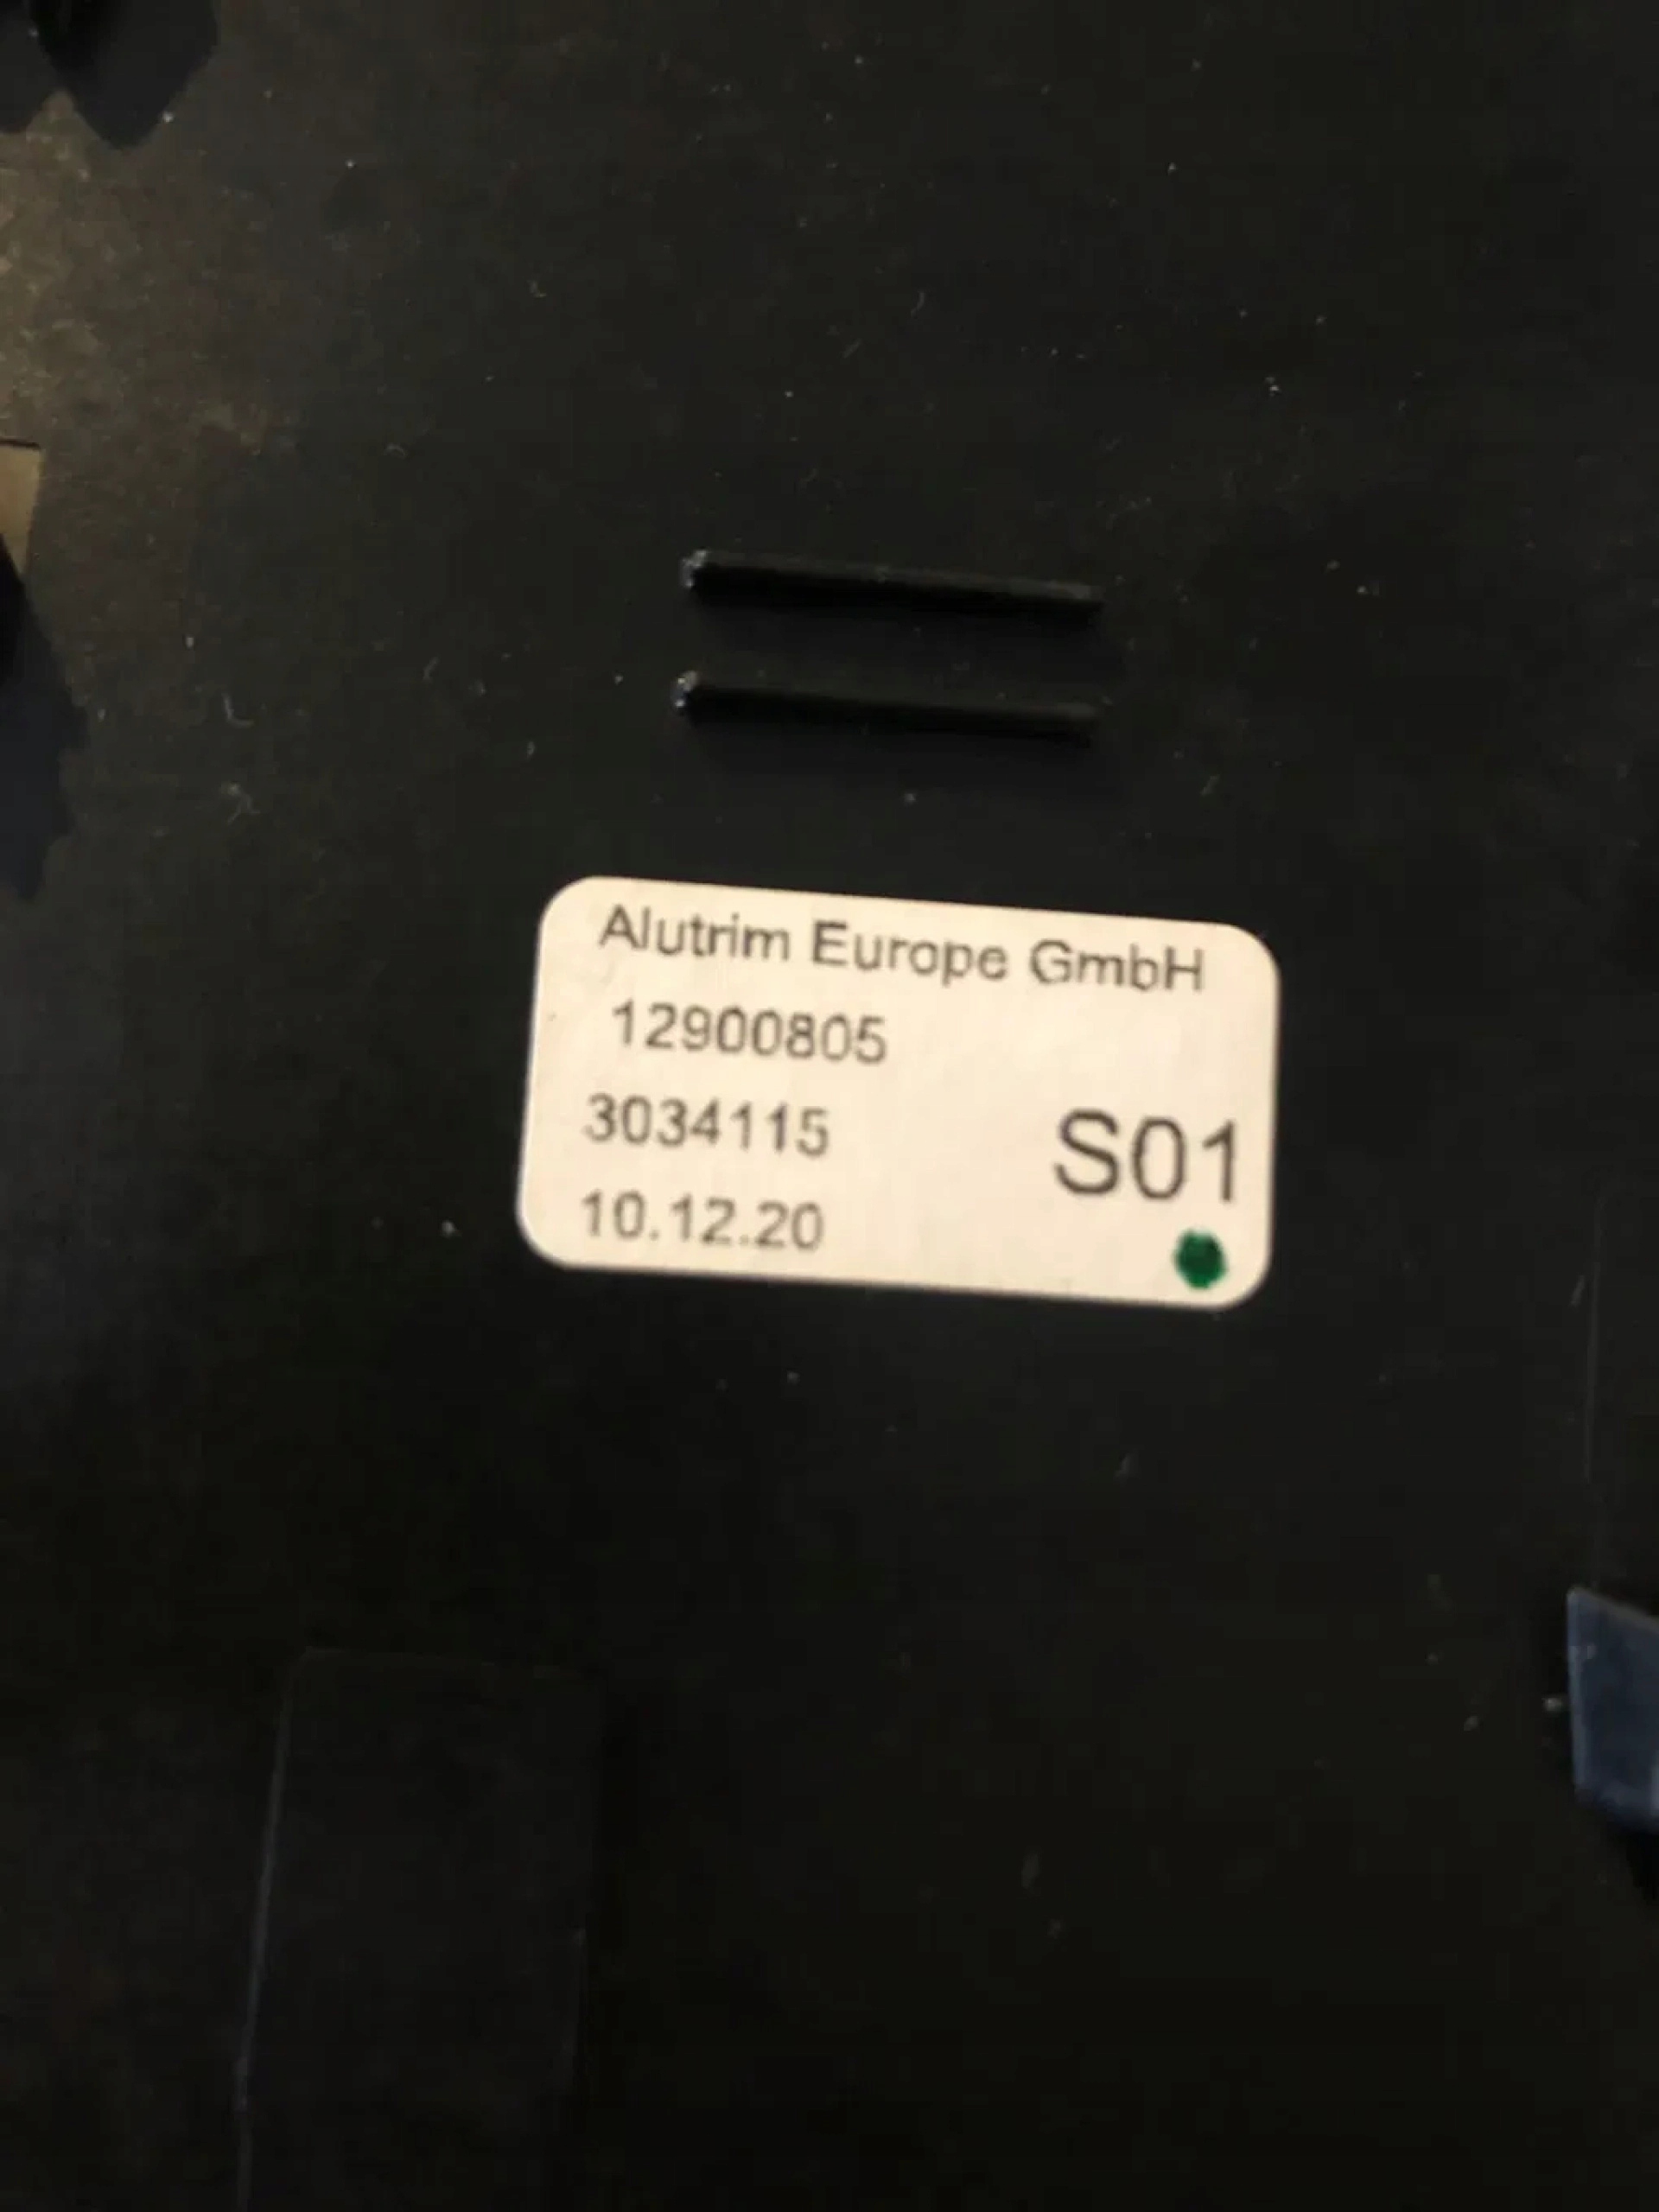 Alutrim Europe GmbH
12900805
3034115
S01
10.12.20